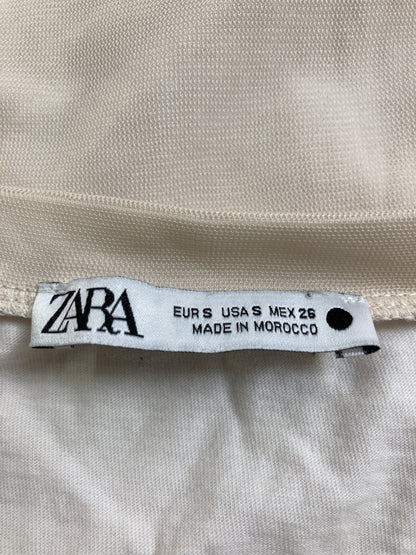 ZARA
EUR S USA S MEX 26
MADE IN MOROCCO